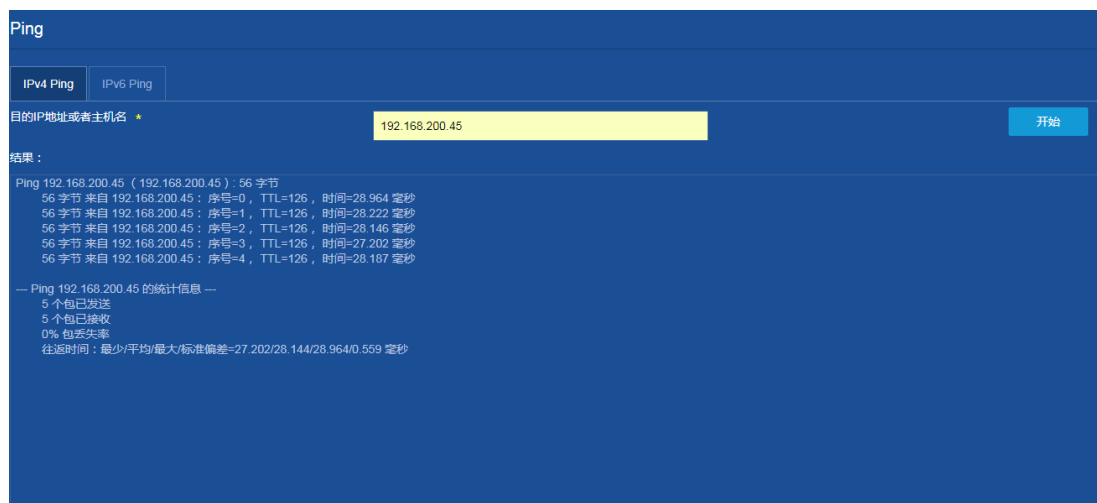 Ping
IPv4 Ping IPv6 Ping
目的IP地址或者主机名 * 192.168.200.45 开始
结果：
Ping 192.168.200.45（192.168.200.45）: 56 字节
56 字节 来自 192.168.200.45： 序号=0， TTL=126， 时间=28.964 毫秒
56 字节 来自 192.168.200.45： 序号=1， TTL=126， 时间=28.222 毫秒
56 字节 来自 192.168.200.45： 序号=2， TTL=126， 时间=28.146 毫秒
56 字节 来自 192.168.200.45： 序号=3， TTL=126， 时间=27.202 毫秒
56 字节 来自 192.168.200.45： 序号=4， TTL=126， 时间=28.187 毫秒
--- Ping 192.168.200.45 的统计信息 ---
5 个包已发送
5 个包已接收
0% 包丢失率
往返时间：最少/平均/最大/标准偏差=27.202/28.144/28.964/0.559 毫秒